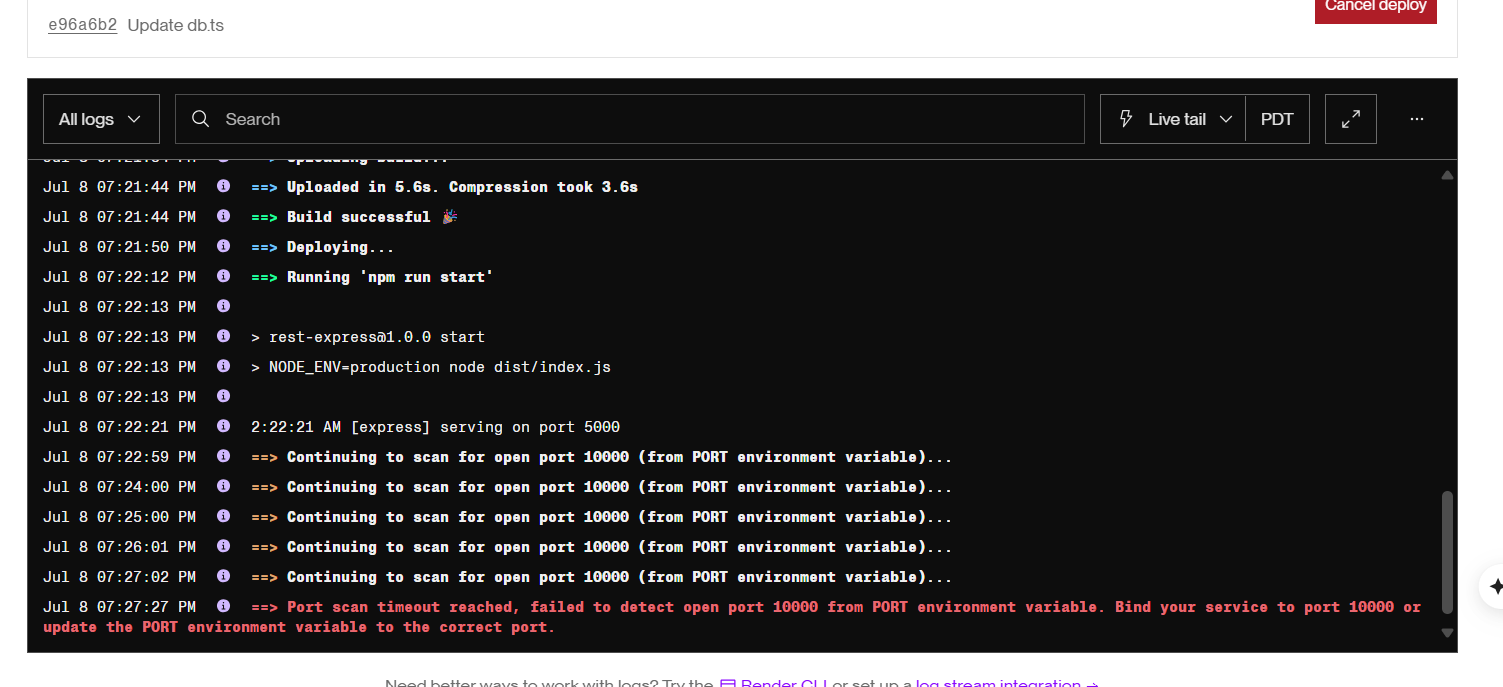 e96a6b2 Update db.ts
Cancel deploy
All logs
Search
Live tail
PDT
Jul 8 07:21:44 PM ==> Uploaded in 5.6s. Compression took 3.6s
Jul 8 07:21:44 PM ==> Build successful 🎉
Jul 8 07:21:50 PM ==> Deploying...
Jul 8 07:22:12 PM ==> Running 'npm run start'
Jul 8 07:22:13 PM
Jul 8 07:22:13 PM > rest-express@1.0.0 start
Jul 8 07:22:13 PM > NODE_ENV=production node dist/index.js
Jul 8 07:22:13 PM
Jul 8 07:22:21 PM 2:22:21 AM [express] serving on port 5000
Jul 8 07:22:59 PM ==> Continuing to scan for open port 10000 (from PORT environment variable)...
Jul 8 07:24:00 PM ==> Continuing to scan for open port 10000 (from PORT environment variable)...
Jul 8 07:25:00 PM ==> Continuing to scan for open port 10000 (from PORT environment variable)...
Jul 8 07:26:01 PM ==> Continuing to scan for open port 10000 (from PORT environment variable)...
Jul 8 07:27:02 PM ==> Continuing to scan for open port 10000 (from PORT environment variable)...
Jul 8 07:27:27 PM ==> Port scan timeout reached, failed to detect open port 10000 from PORT environment variable. Bind your service to port 10000 or
update the PORT environment variable to the correct port.
Need better ways to work with logs? Try the Render CLI or set up a log stream integration →